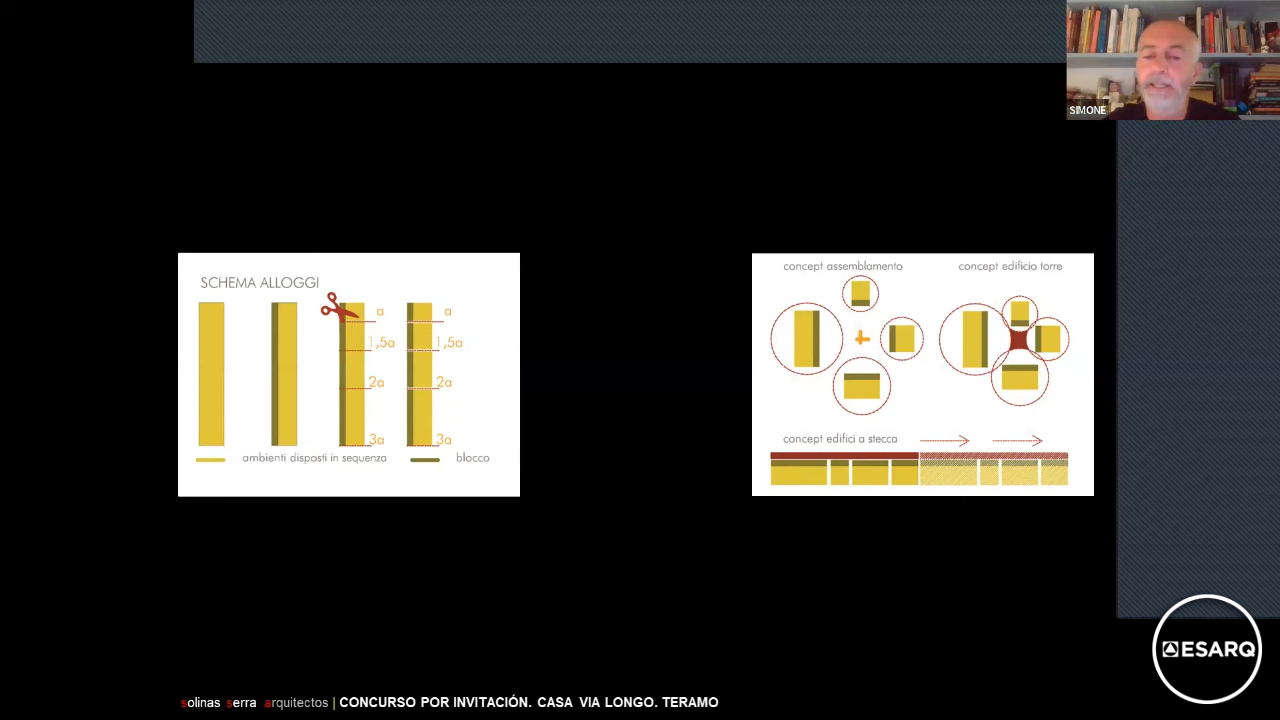 SIMONE
SCHEMA ALLOGGI
a
1,5a
2a
3a
a
1,5a
2a
3a
ambienti disposti in sequenza
blocco
concept assemblamento
concept edificio torre
concept edifici a stecca
ESARQ
solinas serra arquitectos | CONCURSO POR INVITACIÓN. CASA VIA LONGO. TERAMO